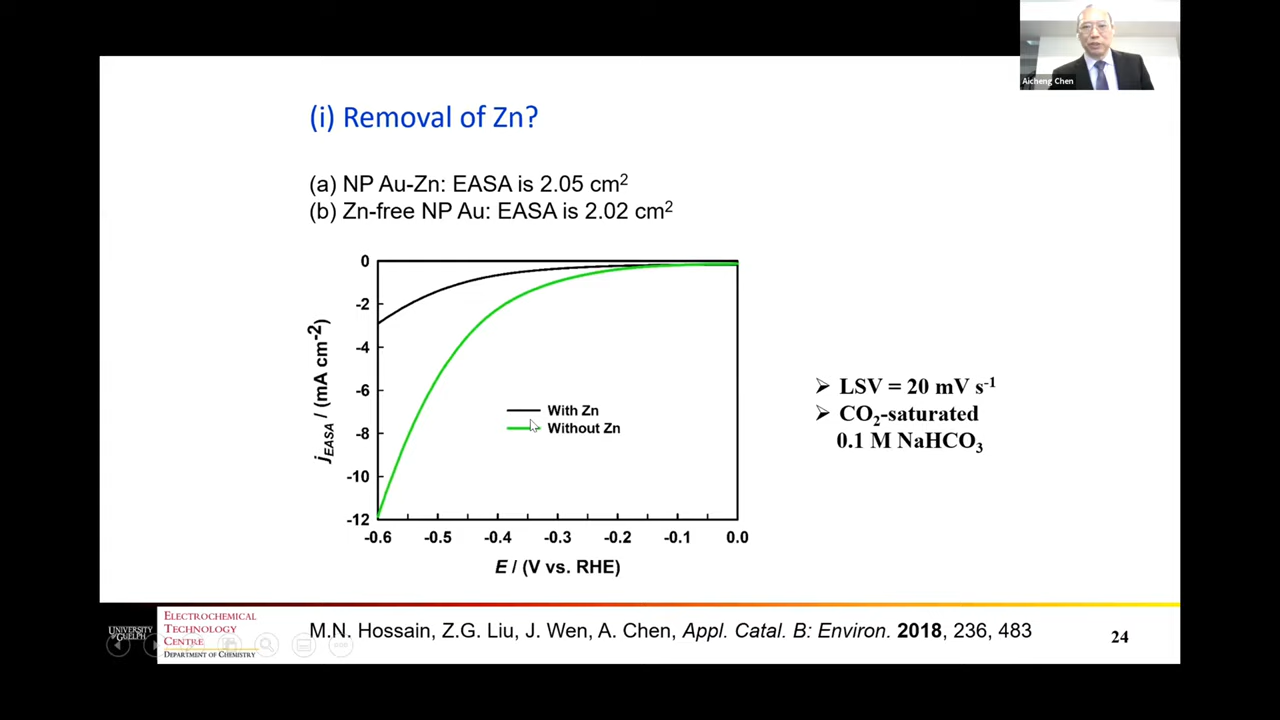 Aicheng Chen
(i) Removal of Zn?
(a) NP Au-Zn: EASA is 2.05 cm²
(b) Zn-free NP Au: EASA is 2.02 cm²
0
-2
-4
-6
-8
-10
-12
j_EASA / (mA cm⁻²)
With Zn
Without Zn
-0.6 -0.5 -0.4 -0.3 -0.2 -0.1 0.0
E / (V vs. RHE)
➢ LSV = 20 mV s⁻¹
➢ CO₂-saturated
0.1 M NaHCO₃
UNIVERSITY
OF GUELPH
ELECTROCHEMICAL
TECHNOLOGY
CENTRE
DEPARTMENT OF CHEMISTRY
M.N. Hossain, Z.G. Liu, J. Wen, A. Chen, Appl. Catal. B: Environ. 2018, 236, 483
24